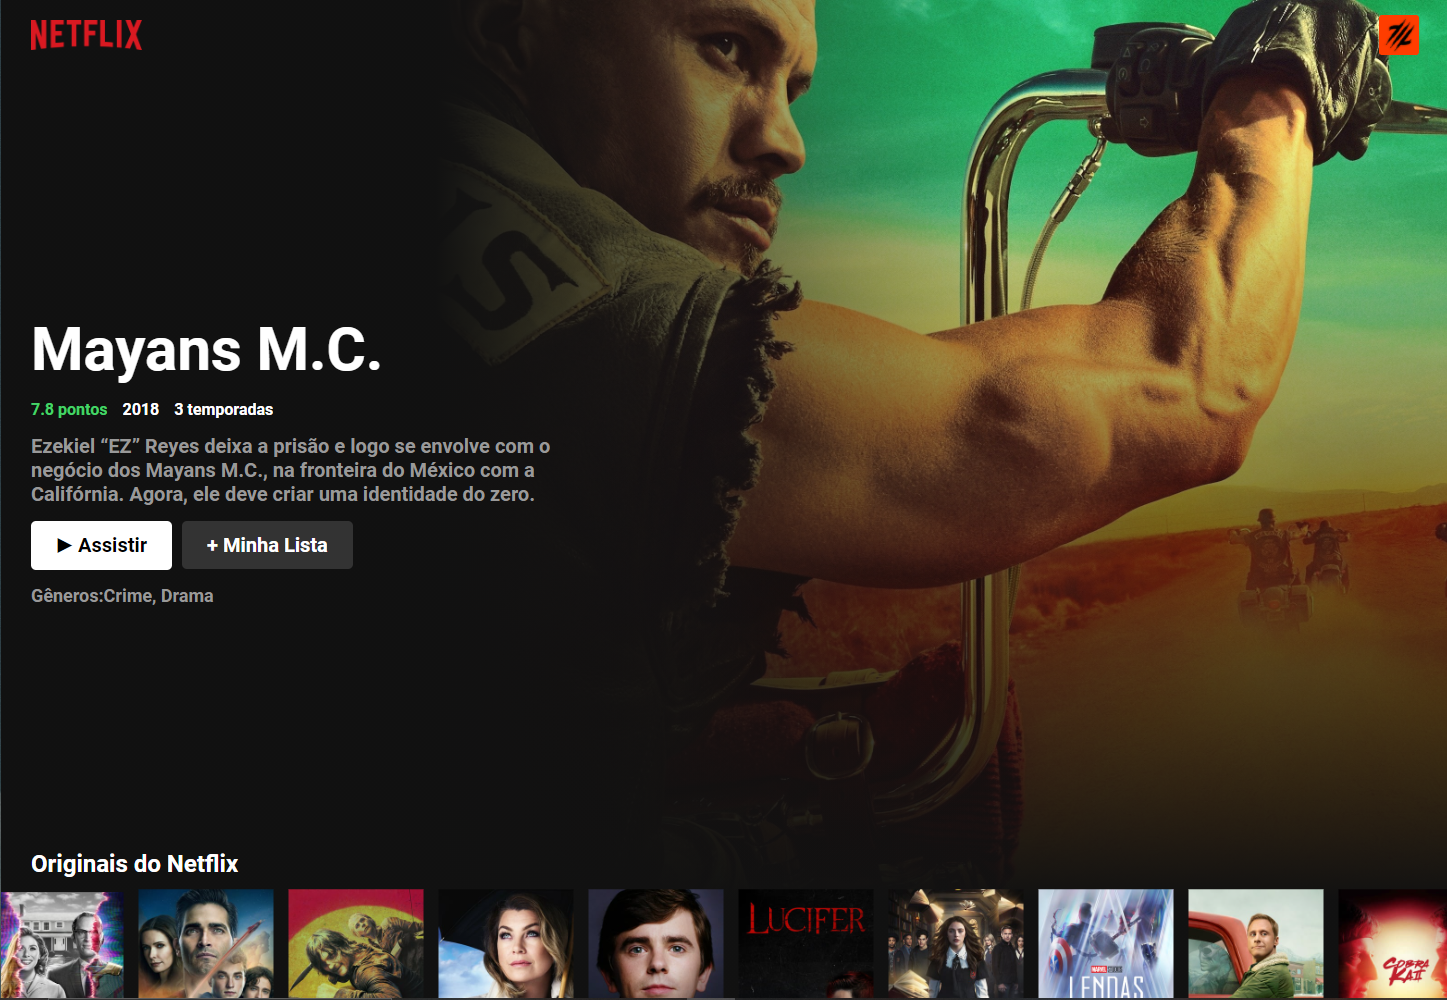 NETFLIX
Mayans M.C.
7.8 pontos 2018 3 temporadas
Ezekiel “EZ” Reyes deixa a prisão e logo se envolve com o
negócio dos Mayans M.C., na fronteira do México com a
Califórnia. Agora, ele deve criar uma identidade do zero.
▶ Assistir + Minha Lista
Gêneros:Crime, Drama
Originais do Netflix
LUCIFER
MARVEL STUDIOS
LENDAS
COBRA KAI